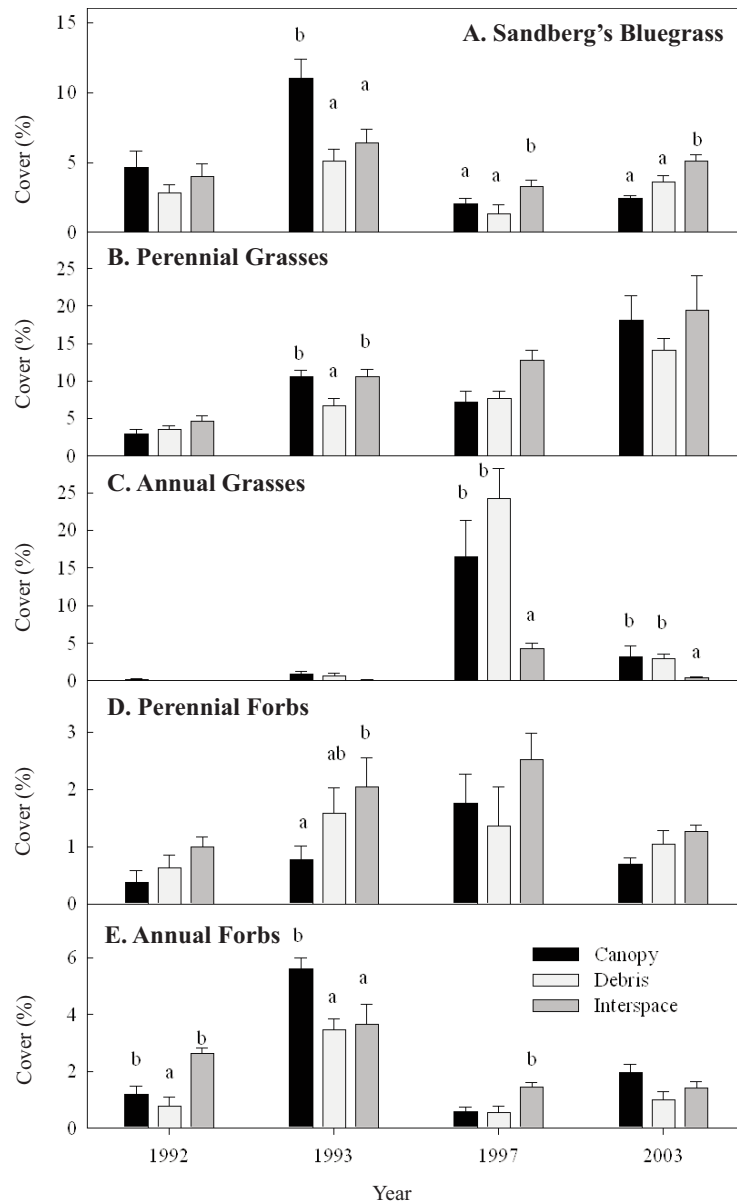 15
A. Sandberg's Bluegrass
b
10
a
a
Cover (%)
5
b
b
a
a
a
a
0
B. Perennial Grasses
25
20
Cover (%)
15
b
a
b
10
5
0
C. Annual Grasses
b
25
b
20
Cover (%)
15
10
a
b
b
5
a
0
D. Perennial Forbs
3
ab
b
Cover (%)
2
a
1
0
E. Annual Forbs
b
6
Canopy
Debris
Interspace
a
a
Cover (%)
4
b
a
b
b
2
0
1992
1993
1997
2003
Year